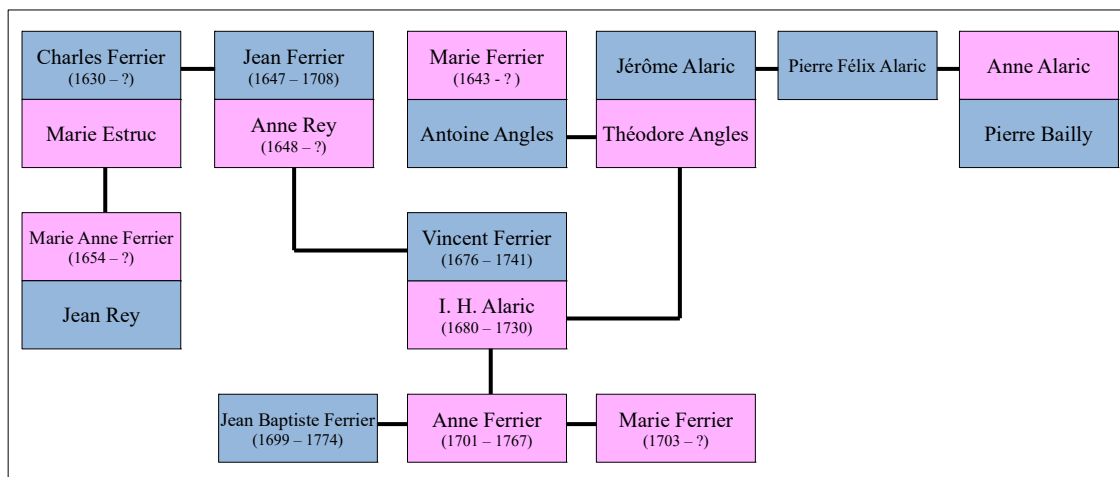 Charles Ferrier
(1630 – ?)
Jean Ferrier
(1647 – 1708)
Marie Ferrier
(1643 - ?)
Jérôme Alaric
Pierre Félix Alaric
Anne Alaric
Marie Estruc
Anne Rey
(1648 – ?)
Antoine Angles
Théodore Angles
Pierre Bailly
Marie Anne Ferrier
(1654 – ?)
Vincent Ferrier
(1676 – 1741)
Jean Rey
I. H. Alaric
(1680 – 1730)
Jean Baptiste Ferrier
(1699 – 1774)
Anne Ferrier
(1701 – 1767)
Marie Ferrier
(1703 – ?)